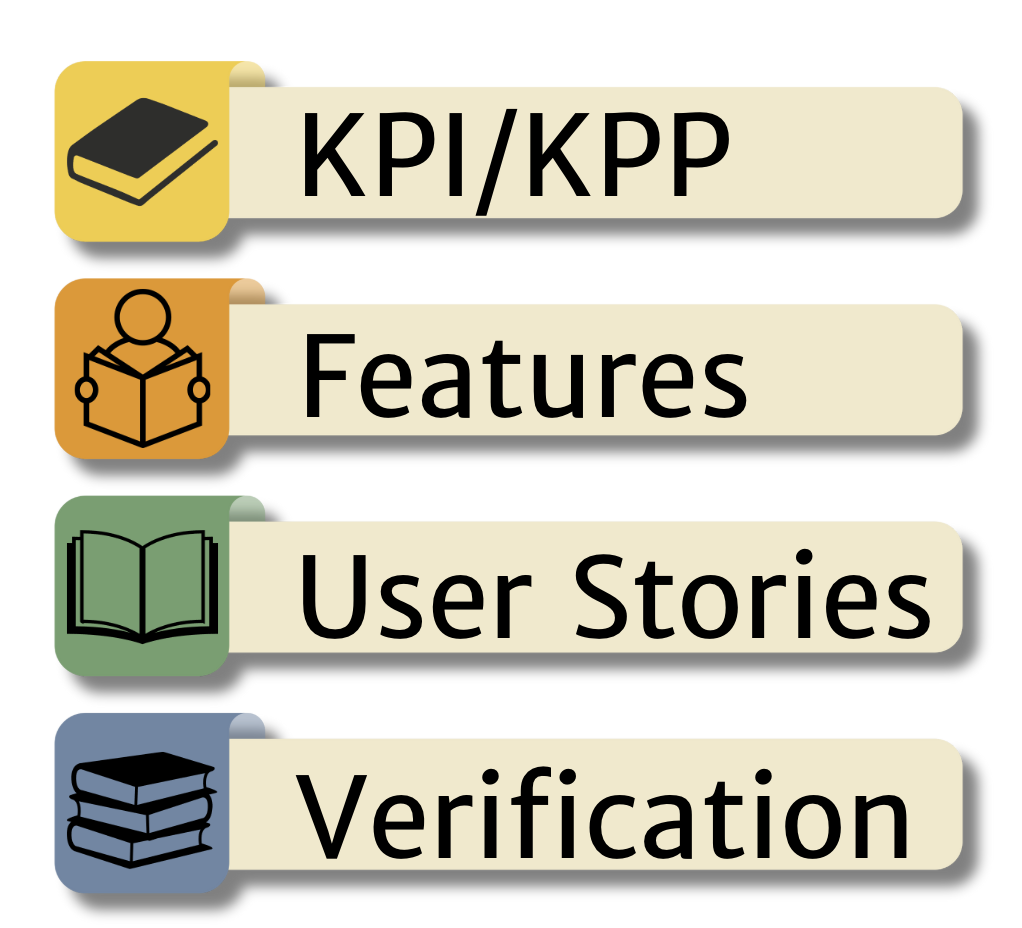 KPI/KPP
Features
User Stories
Verification